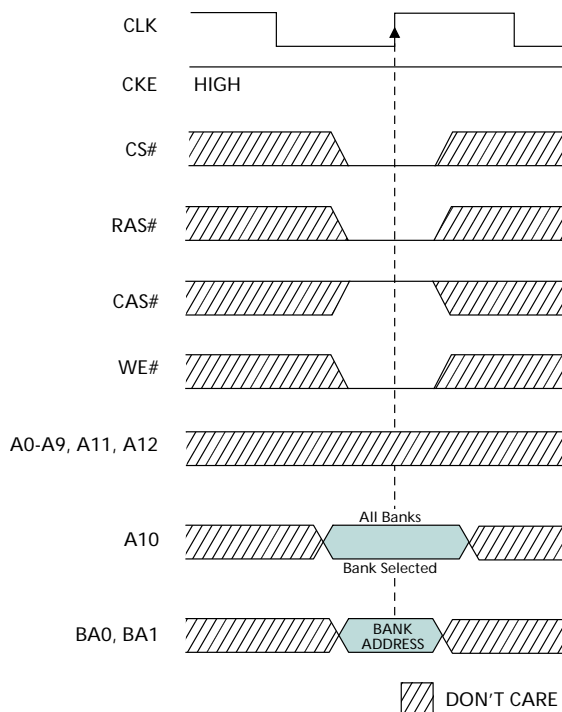 CLK
CKE HIGH
CS#
RAS#
CAS#
WE#
A0-A9, A11, A12
All Banks
A10
Bank Selected
BA0, BA1
BANK
ADDRESS
DON'T CARE